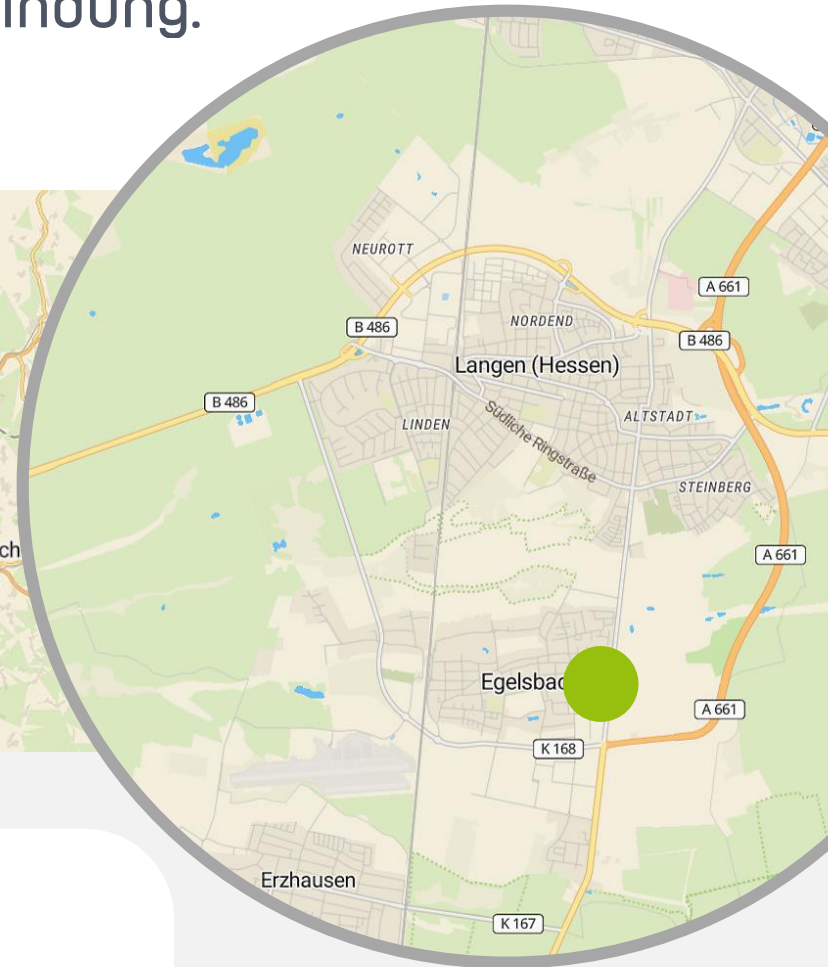 indung.
NEUROTT
A 661
B 486
NORDEND
B 486
Langen (Hessen)
B 486
ALTSTADT
LINDEN
Südliche Ringstraße
STEINBERG
ch
A 661
Egelsbac
A 661
K 168
Erzhausen
K 167